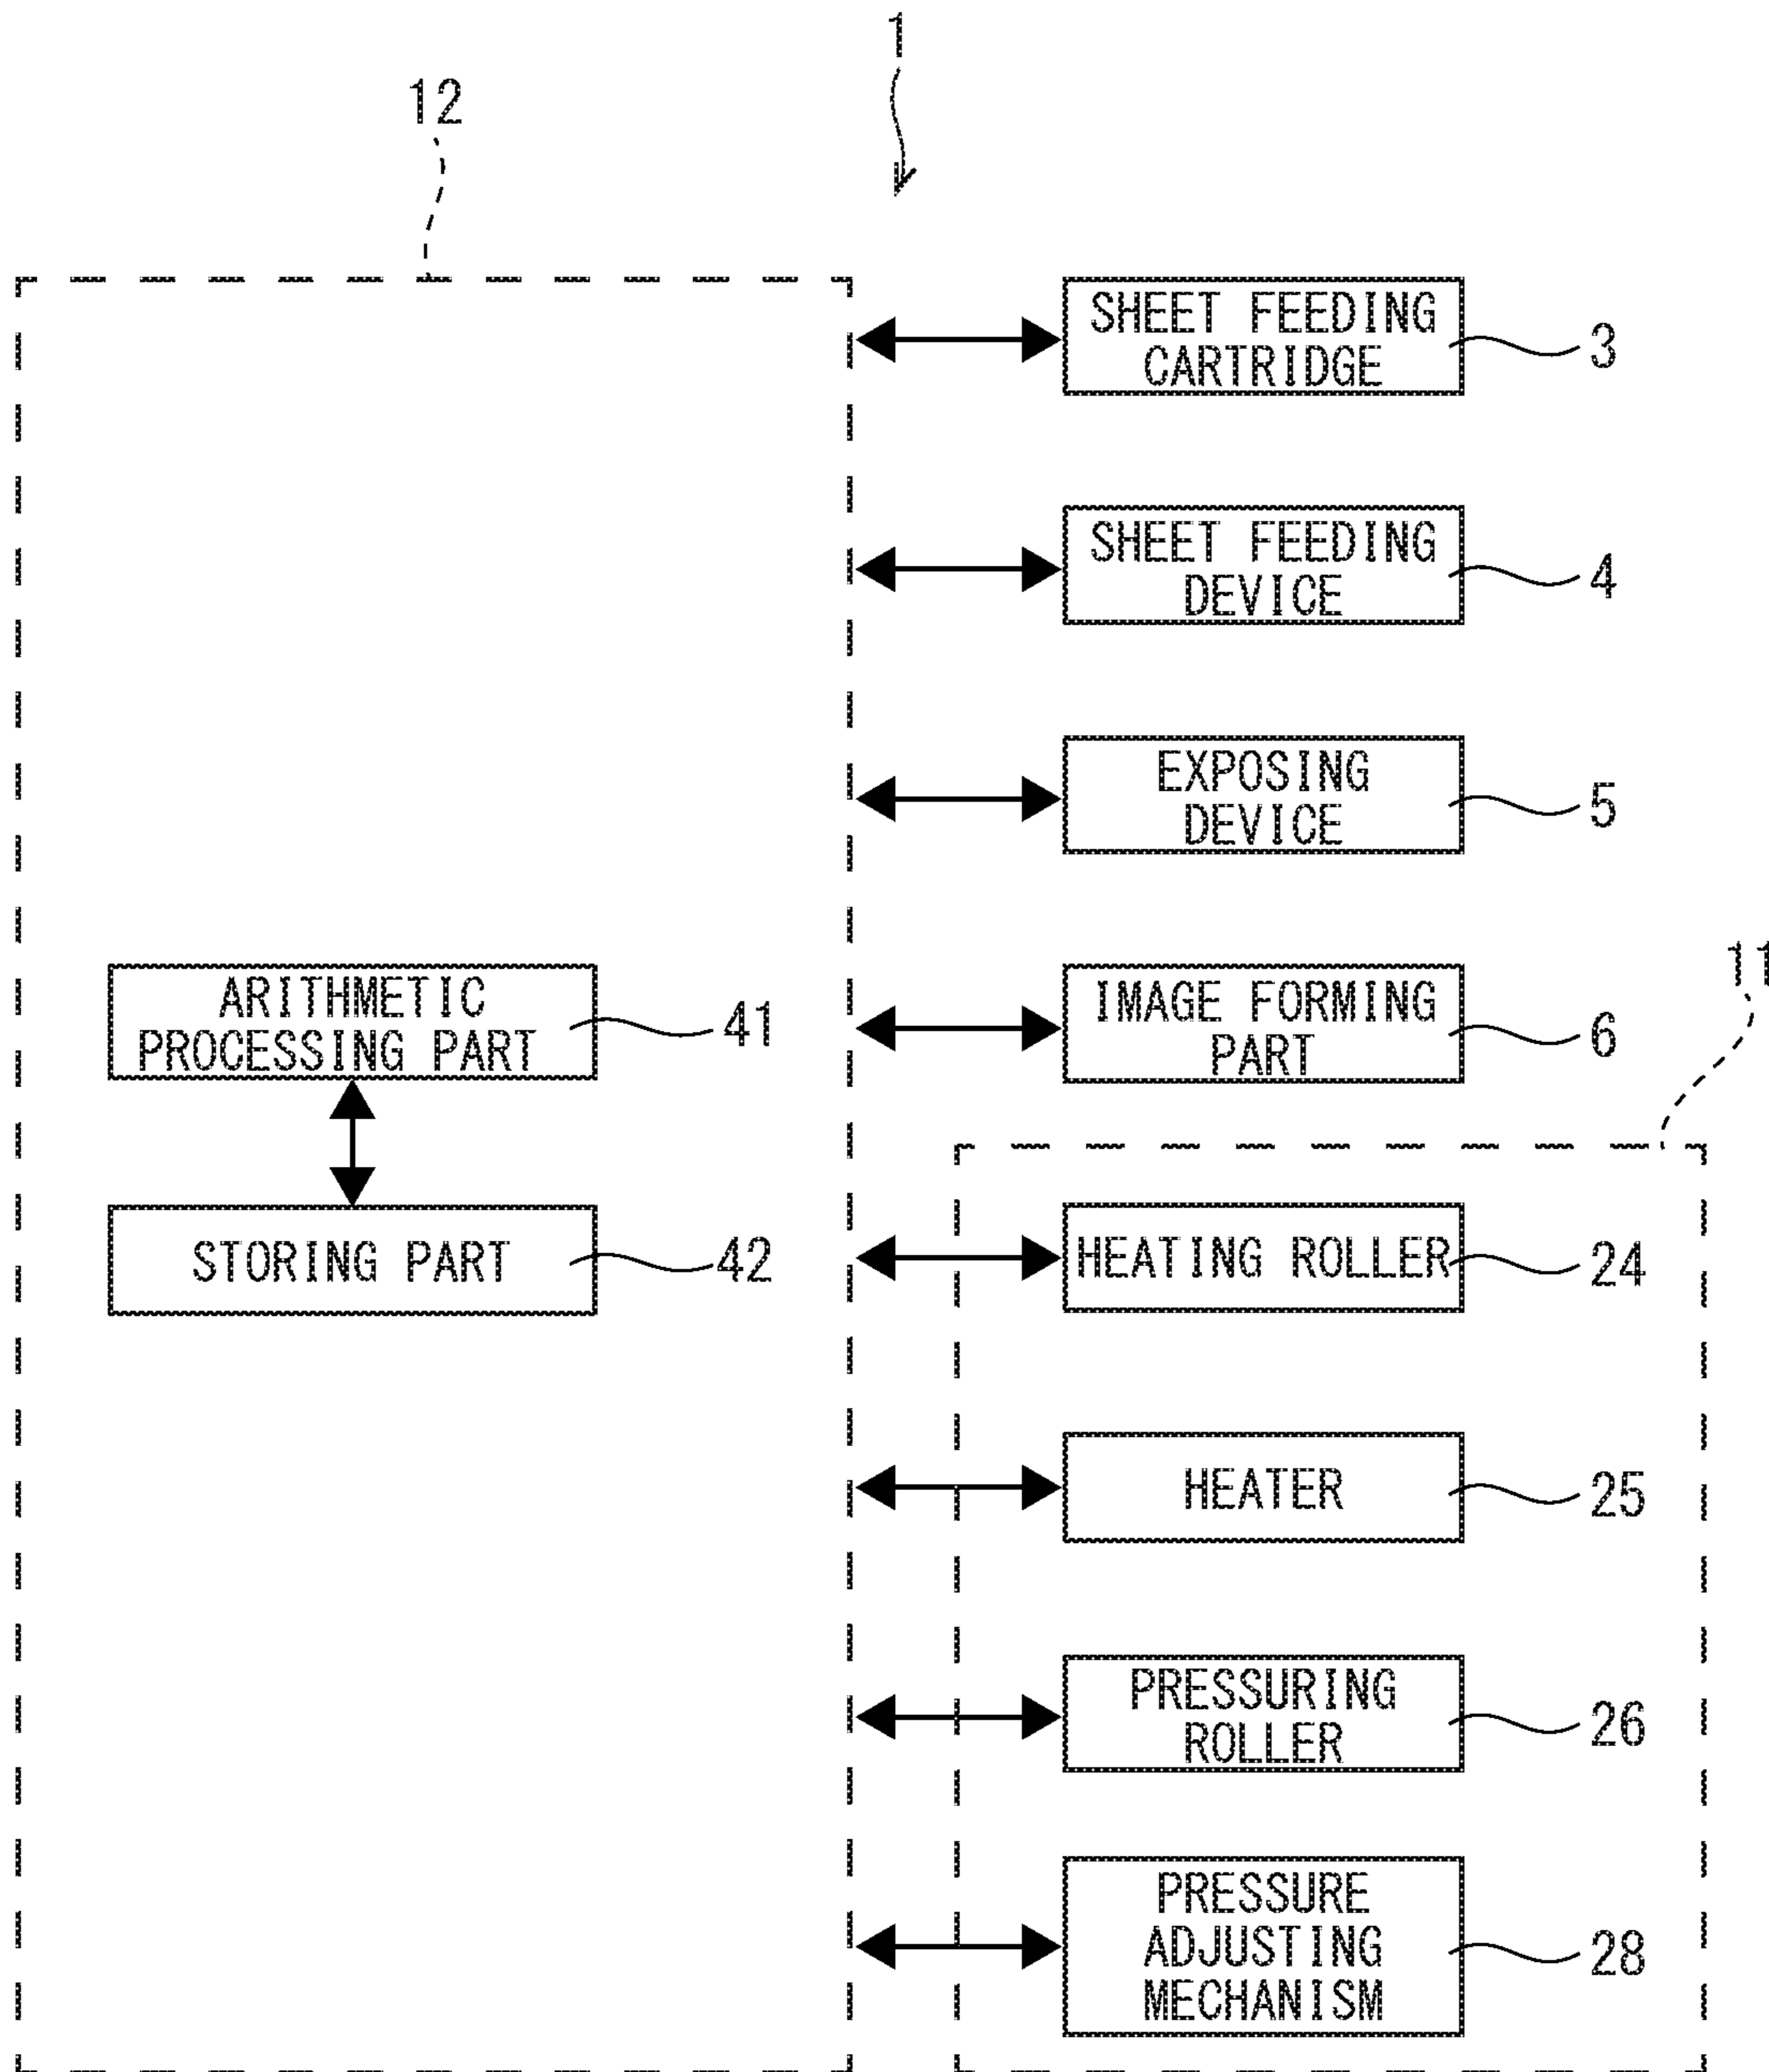 1
12
SHEET FEEDING
CARTRIDGE
3
SHEET FEEDING
DEVICE
4
EXPOSING
DEVICE
5
11
ARITHMETIC
PROCESSING PART
41
IMAGE FORMING
PART
6
STORING PART
42
HEATING ROLLER
24
HEATER
25
PRESSURING
ROLLER
26
PRESSURE
ADJUSTING
MECHANISM
28